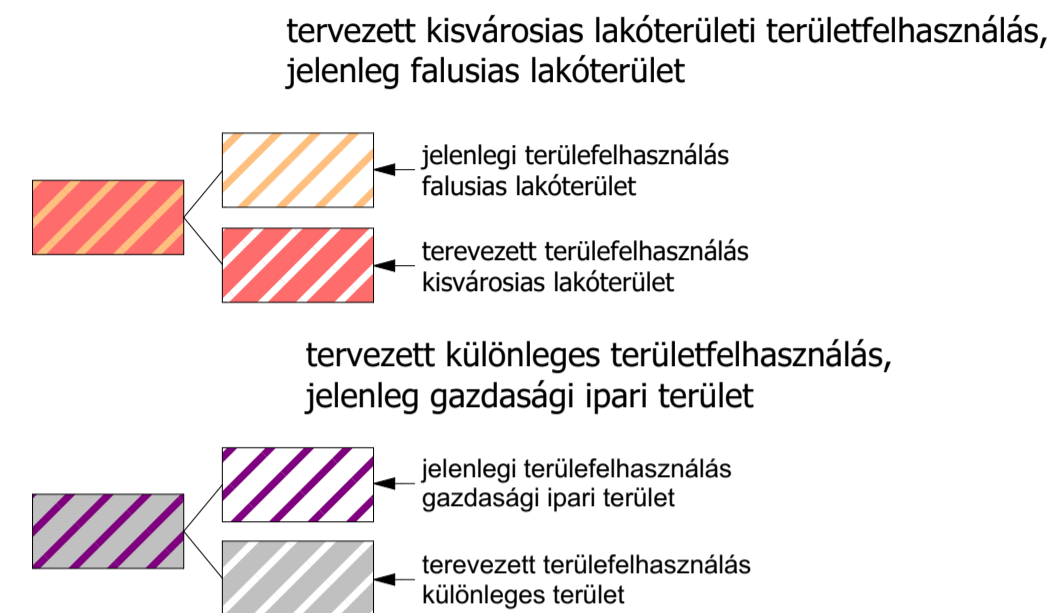 tervezett kisvárosias lakóterületi területfelhasználás,
jelenleg falusias lakóterület
jelenlegi terülefelhasználás
falusias lakóterület
terevezett terülefelhasználás
kisvárosias lakóterület
tervezett különleges területfelhasználás,
jelenleg gazdasági ipari terület
jelenlegi terülefelhasználás
gazdasági ipari terület
terevezett terülefelhasználás
különleges terület